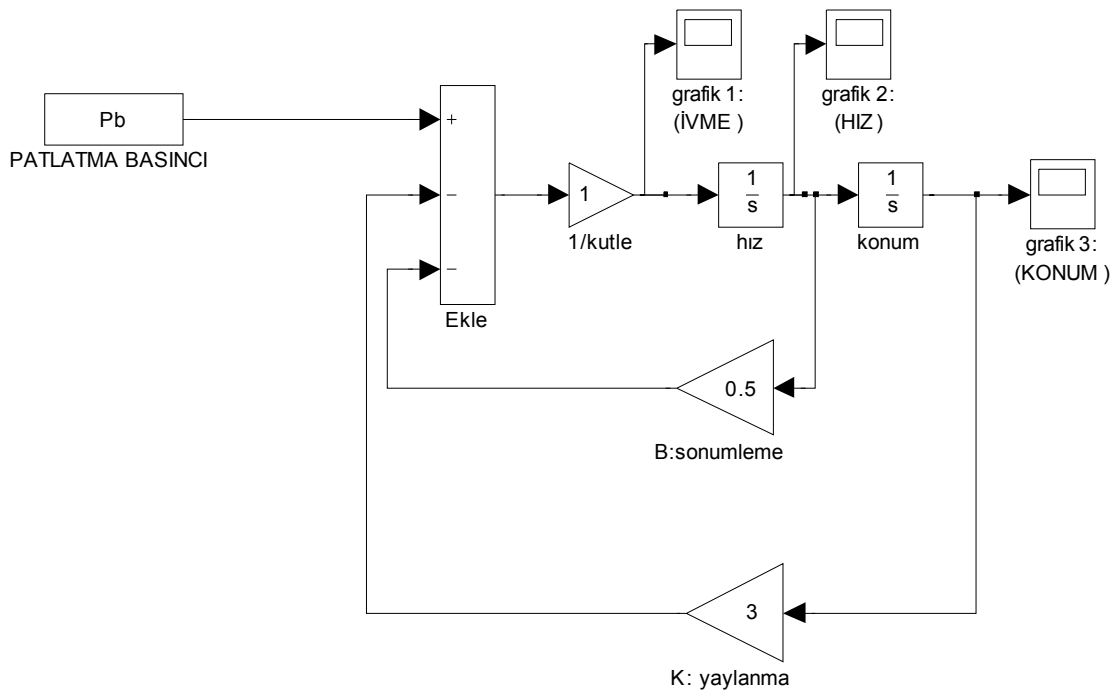 grafik 1:
(İVME )
grafik 2:
(HIZ )
Pb
PATLATMA BASINCI
+
−
−
Ekle
1
1/kutle
1
s
hız
1
s
konum
grafik 3:
(KONUM )
0.5
B:sonumleme
3
K: yaylanma